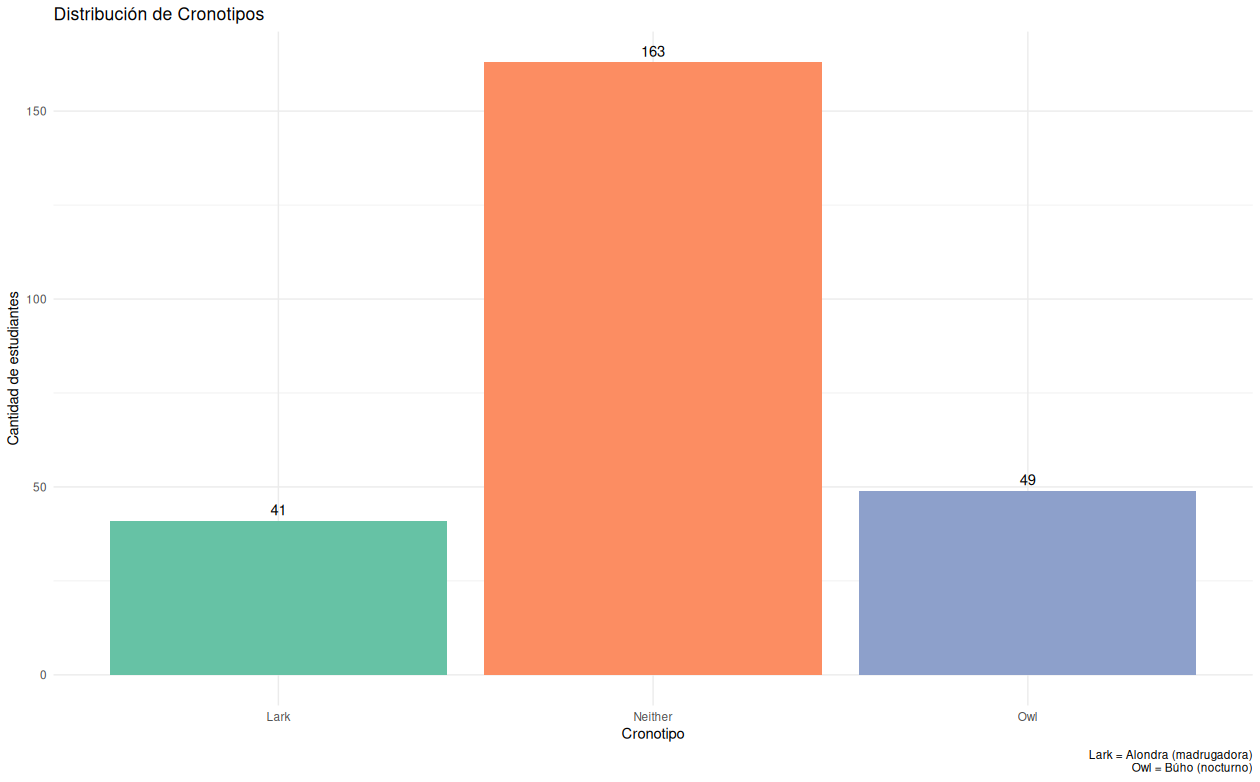 Distribución de Cronotipos
163
150
100
Cantidad de estudiantes
50
49
41
0
Lark
Neither
Owl
Cronotipo
Lark = Alondra (madrugadora)
Owl = Búho (nocturno)